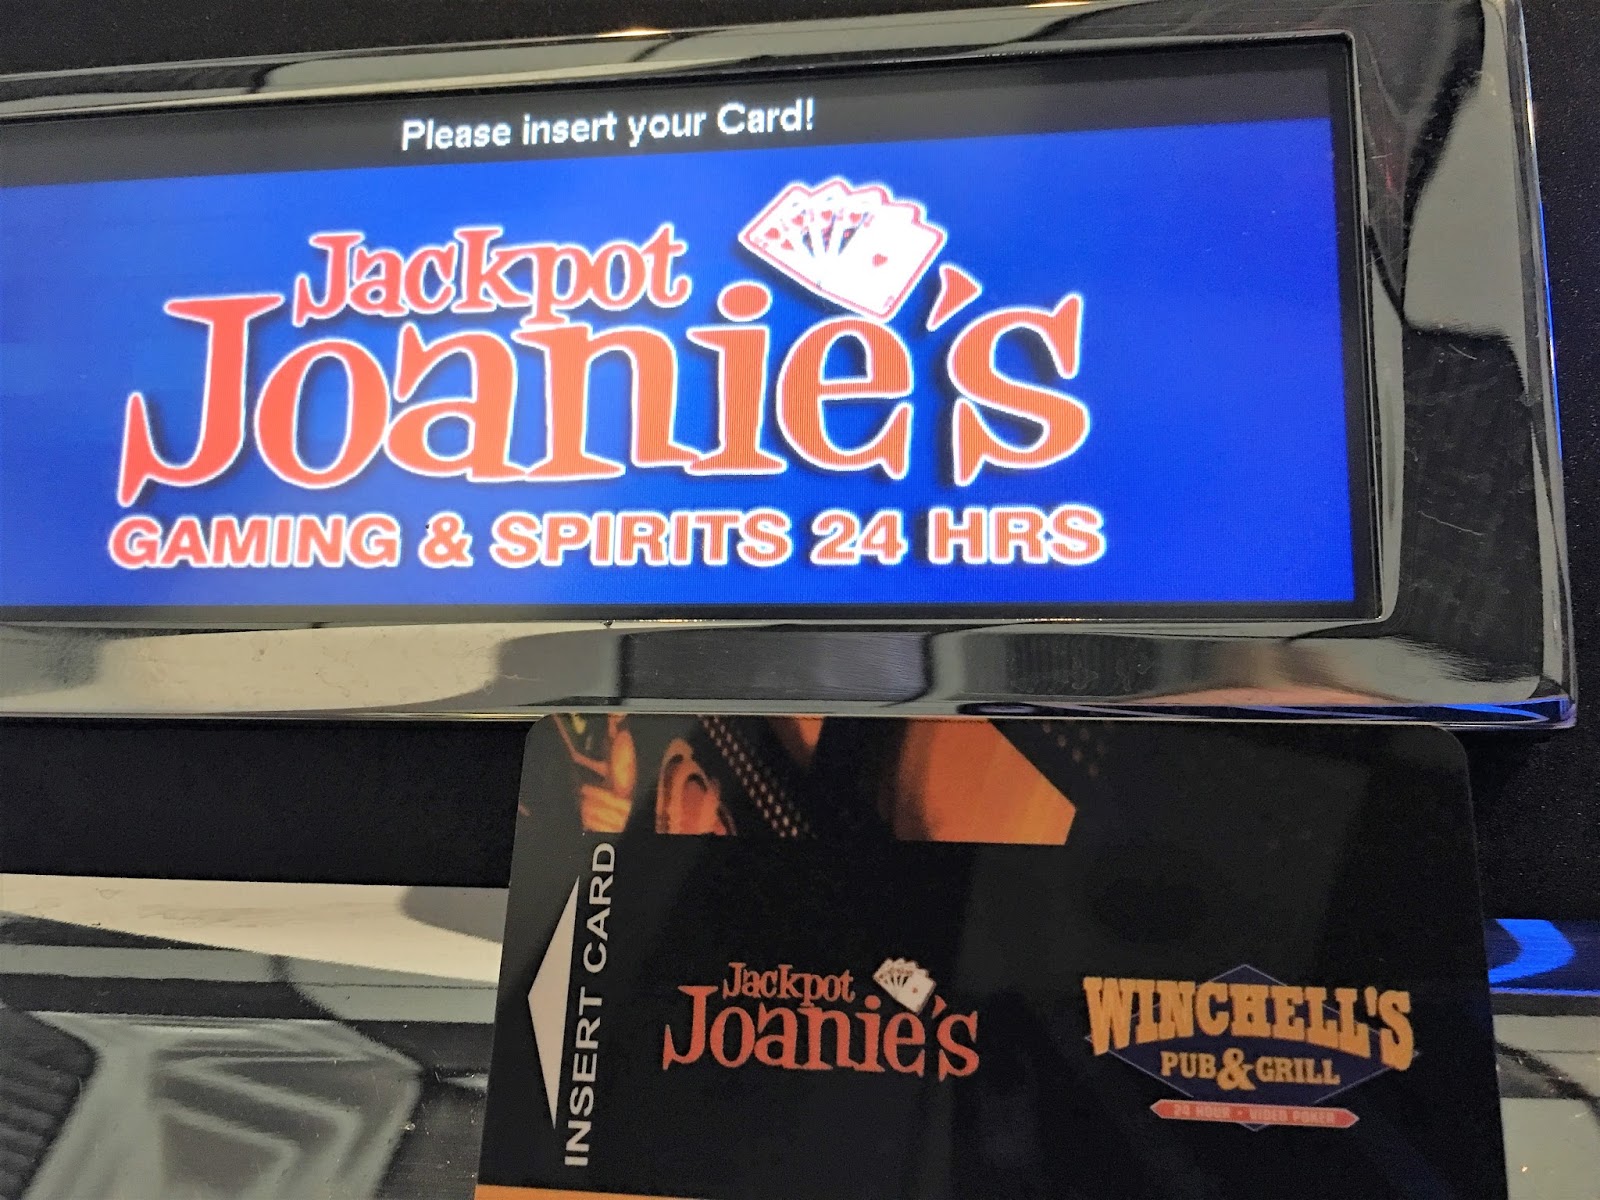 Please insert your Card!
Jackpot
Joanie's
GAMING & SPIRITS 24 HRS
INSERT CARD
Jackpot
Joanie's
WINCHELL'S
PUB & GRILL
24 HOUR • VIDEO POKER